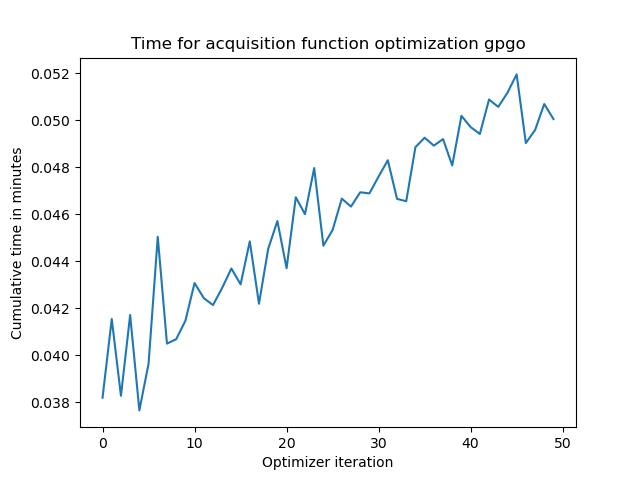 Time for acquisition function optimization gpgo
Cumulative time in minutes
0.052
0.050
0.048
0.046
0.044
0.042
0.040
0.038
0 10 20 30 40 50
Optimizer iteration